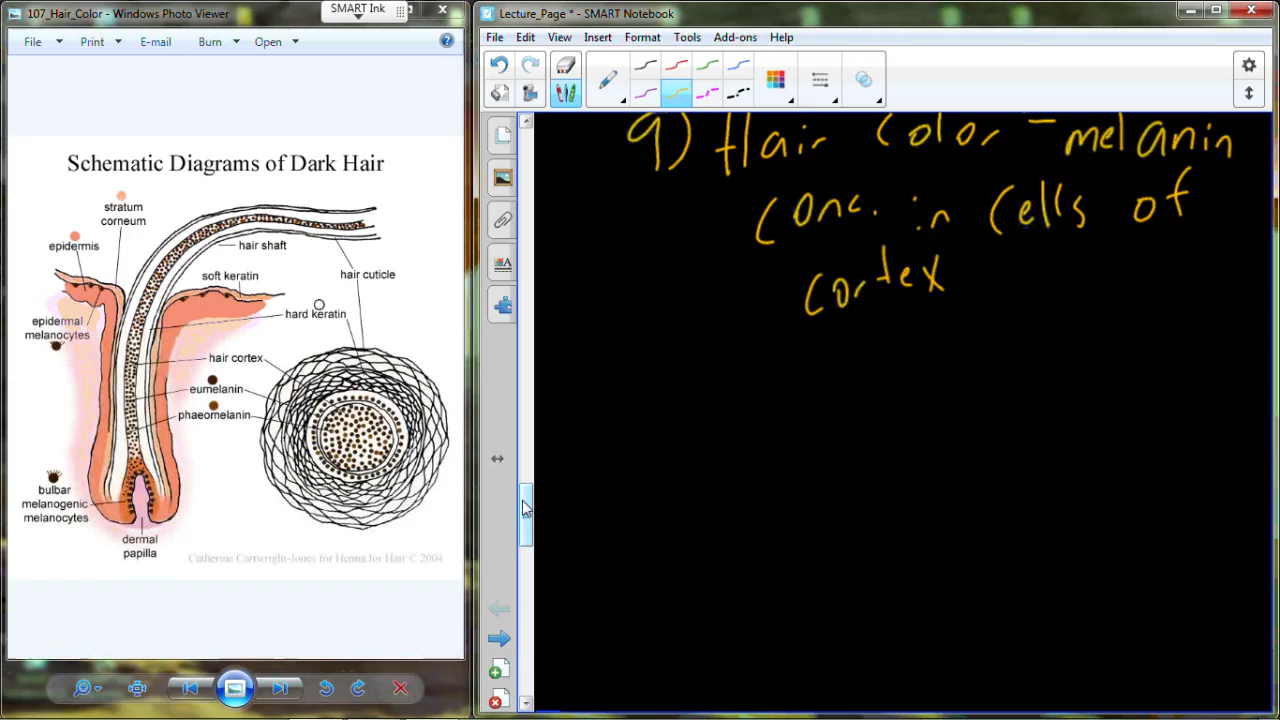 107_Hair_Color - Windows Photo Viewer
SMART Ink
File Print E-mail Burn Open
Schematic Diagrams of Dark Hair
stratum
corneum
epidermis
hair shaft
soft keratin
hair cuticle
hard keratin
epidermal
melanocytes
hair cortex
eumelanin
phaeomelanin
bulbar
melanogenic
melanocytes
dermal
papilla
Catherine Cartwright-Jones for Henna for Hair © 2004
Lecture_Page * - SMART Notebook
File Edit View Insert Format Tools Add-ons Help
9) Hair Color - melanin
conc. in cells of
cortex